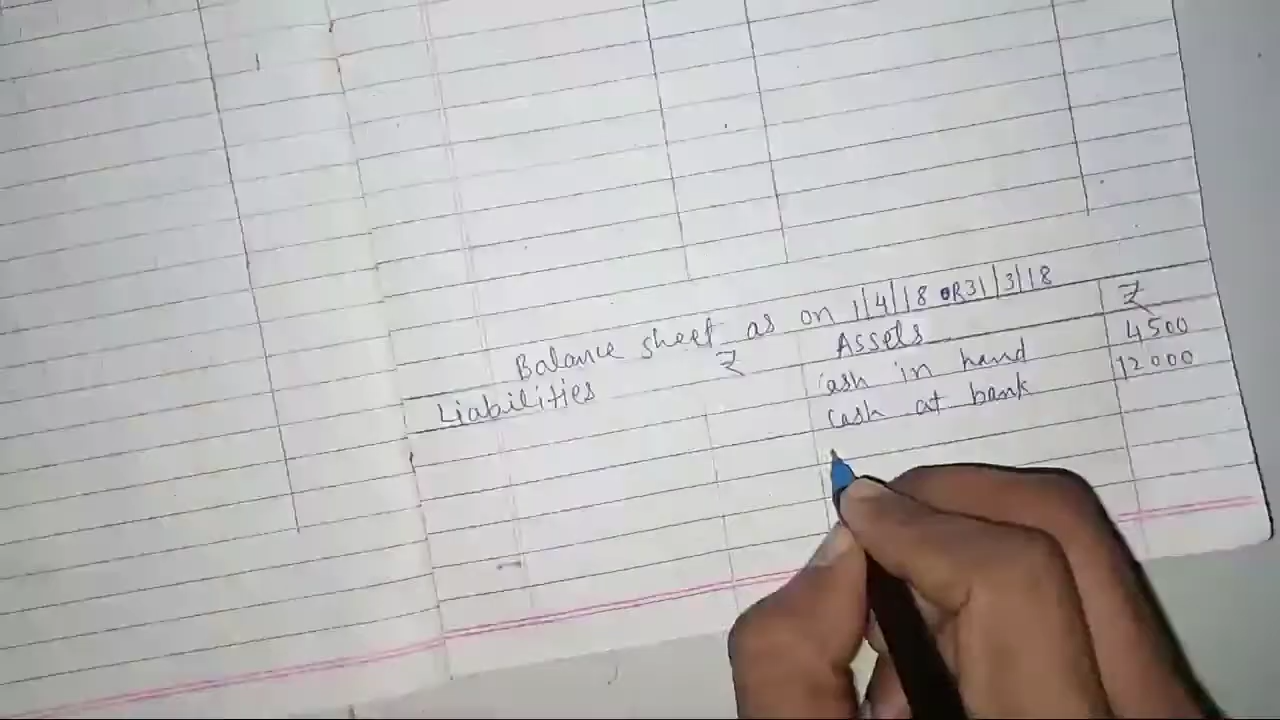 Balance sheet as on 1/4/18 OR 31/3/18
Liabilities ₹ Assets ₹
Cash in hand 4500
Cash at bank 12000